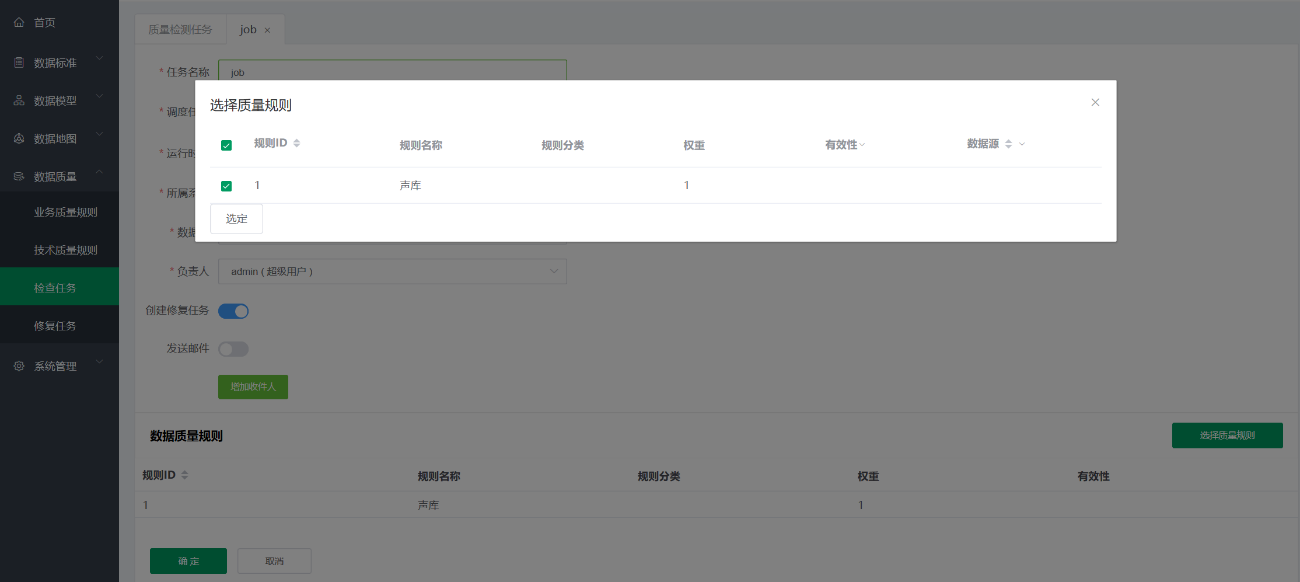 首页
数据标准
数据模型
数据地图
数据质量
业务质量规则
技术质量规则
检查任务
修复任务
系统管理
质量检测任务 job ×
* 任务名称 job
* 调度任
* 运行时
* 所属系
* 数据
* 负责人 admin ( 超级用户 )
创建修复任务
发送邮件
增加收件人
选择质量规则 ×
规则ID 规则名称 规则分类 权重 有效性 数据源
1 声库 1
选定
数据质量规则 选择质量规则
规则ID 规则名称 规则分类 权重 有效性
1 声库 1
确 定 取消